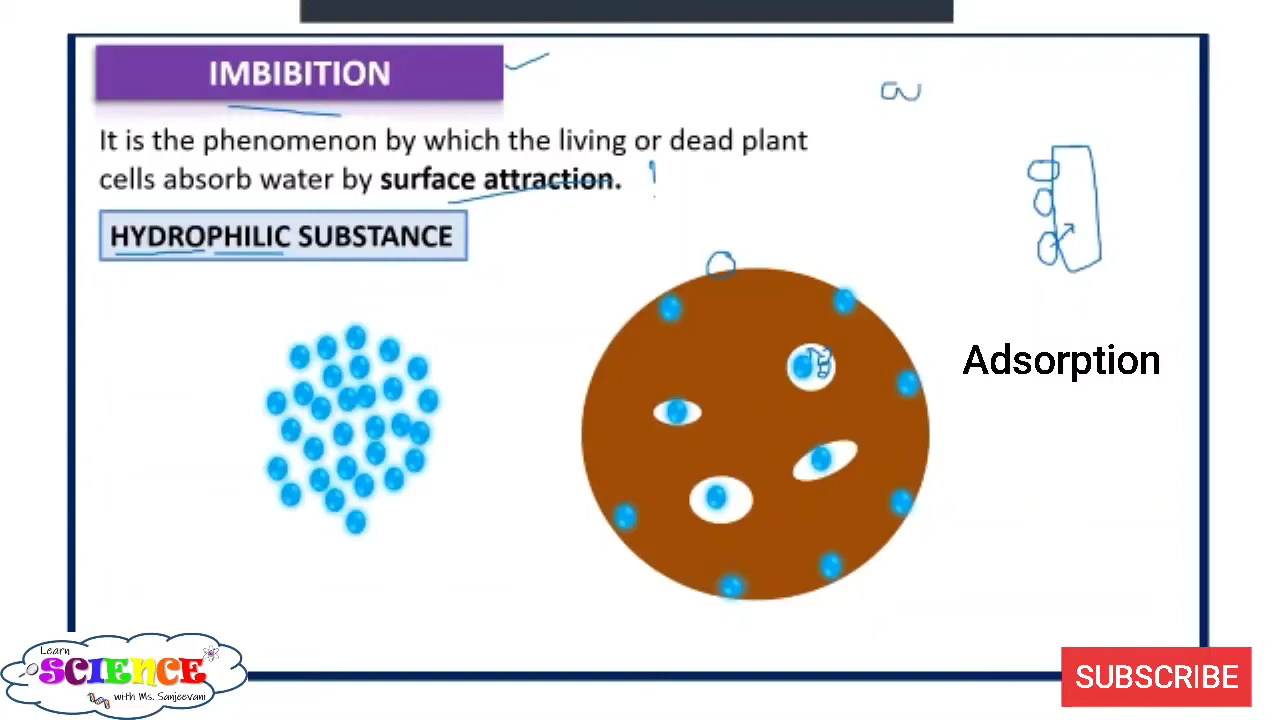 IMBIBITION
It is the phenomenon by which the living or dead plant
cells absorb water by surface attraction.
HYDROPHILIC SUBSTANCE
Adsorption
Learn
SCIENCE
with Ms. Sanjeevani
SUBSCRIBE